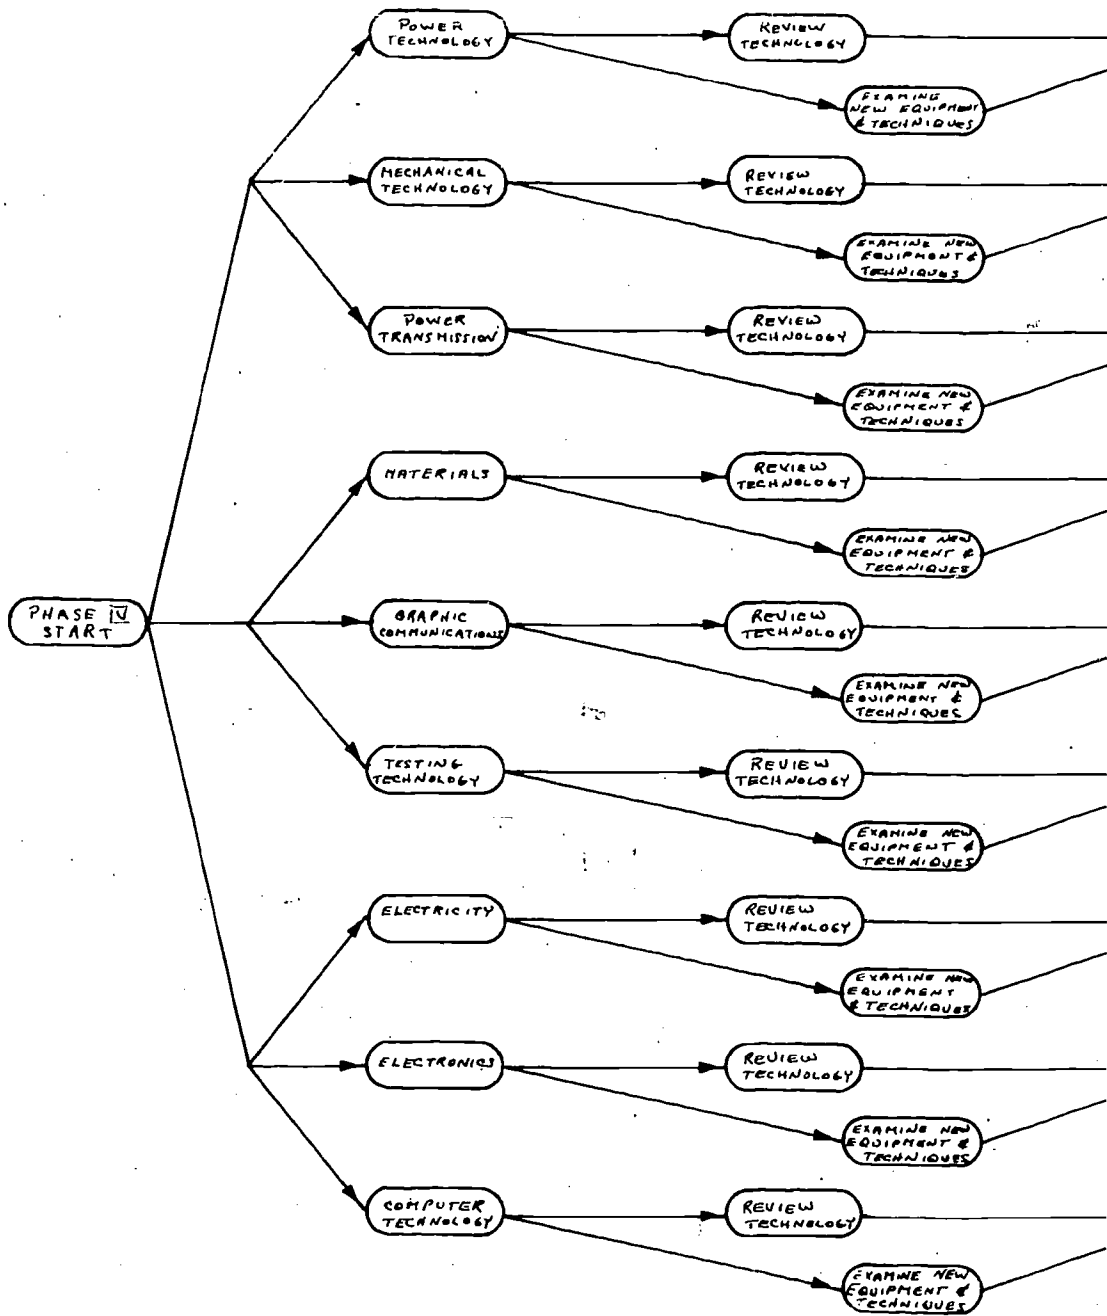 POWER
TECHNOLOGY
REVIEW
TECHNOLOGY
EXAMINE
NEW EQUIPMENT
& TECHNIQUES
MECHANICAL
TECHNOLOGY
REVIEW
TECHNOLOGY
EXAMINE NEW
EQUIPMENT &
TECHNIQUES
POWER
TRANSMISSION
REVIEW
TECHNOLOGY
EXAMINE NEW
EQUIPMENT &
TECHNIQUES
MATERIALS
REVIEW
TECHNOLOGY
EXAMINE NEW
EQUIPMENT &
TECHNIQUES
PHASE IV
START
GRAPHIC
COMMUNICATIONS
REVIEW
TECHNOLOGY
EXAMINE NEW
EQUIPMENT &
TECHNIQUES
TESTING
TECHNOLOGY
REVIEW
TECHNOLOGY
EXAMINE NEW
EQUIPMENT &
TECHNIQUES
ELECTRICITY
REVIEW
TECHNOLOGY
EXAMINE NEW
EQUIPMENT
& TECHNIQUES
ELECTRONICS
REVIEW
TECHNOLOGY
EXAMINE NEW
EQUIPMENT &
TECHNIQUES
COMPUTER
TECHNOLOGY
REVIEW
TECHNOLOGY
EXAMINE NEW
EQUIPMENT &
TECHNIQUES